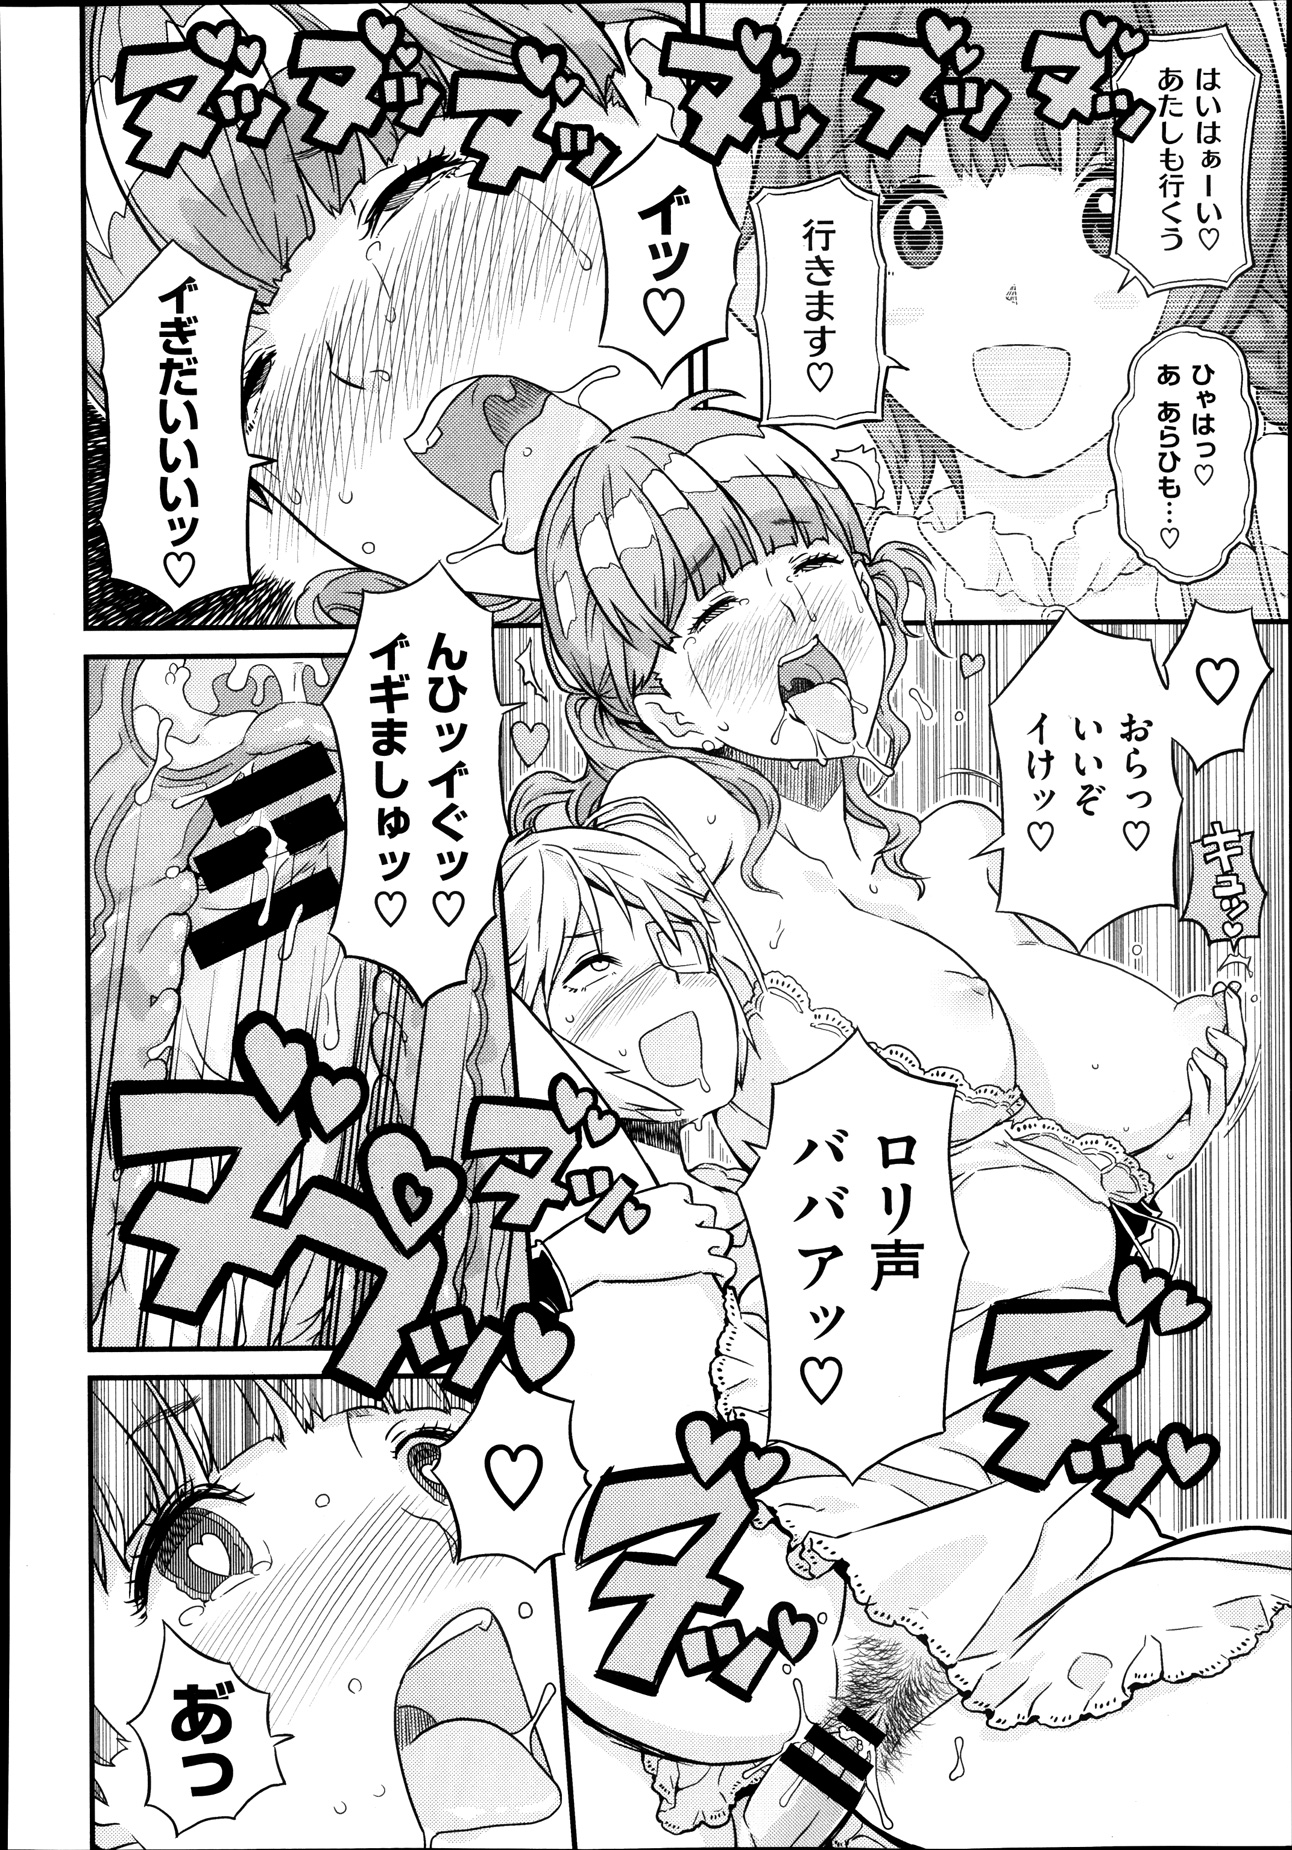 はいはぁーい♡
あたしも行くう
ひゃはっ♡
あ あらひも…♡
行きます♡
ズッ
ズッ
ズッ
ズッ
ズッ
ズッ
イッ♡
イぎだいいいッ♡
♡
おらっ♡
いいぞ
イけッ♡
キュッ♡
んひッイぐッ♡
イギましゅッ♡
ロリ声
ババアッ♡
ズッ
ズッ
ズッ
ズッ
♡
あ゛っ